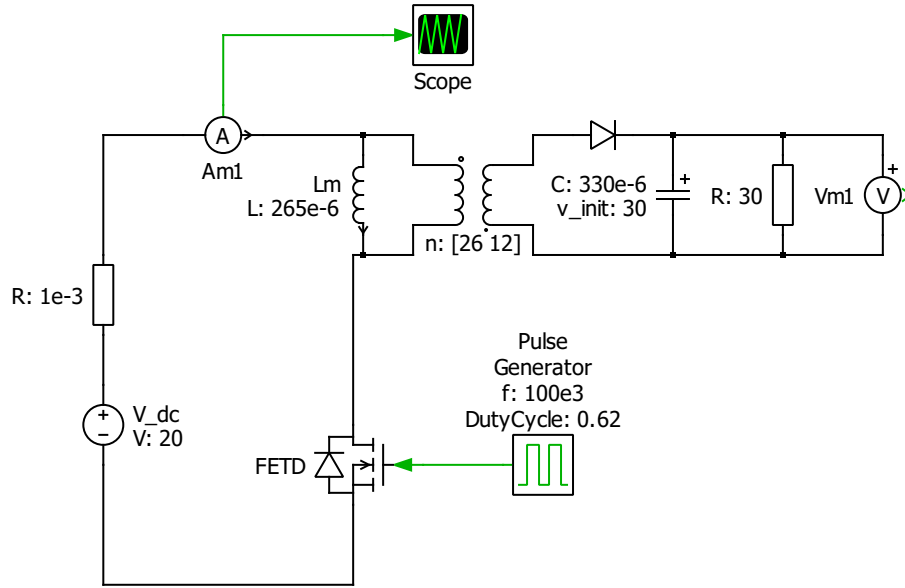 Scope
A
Am1
Lm
L: 265e-6
n: [26 12]
C: 330e-6
v_init: 30
+
R: 30
Vm1
+
V
R: 1e-3
V_dc
V: 20
+
−
Pulse
Generator
f: 100e3
DutyCycle: 0.62
FETD